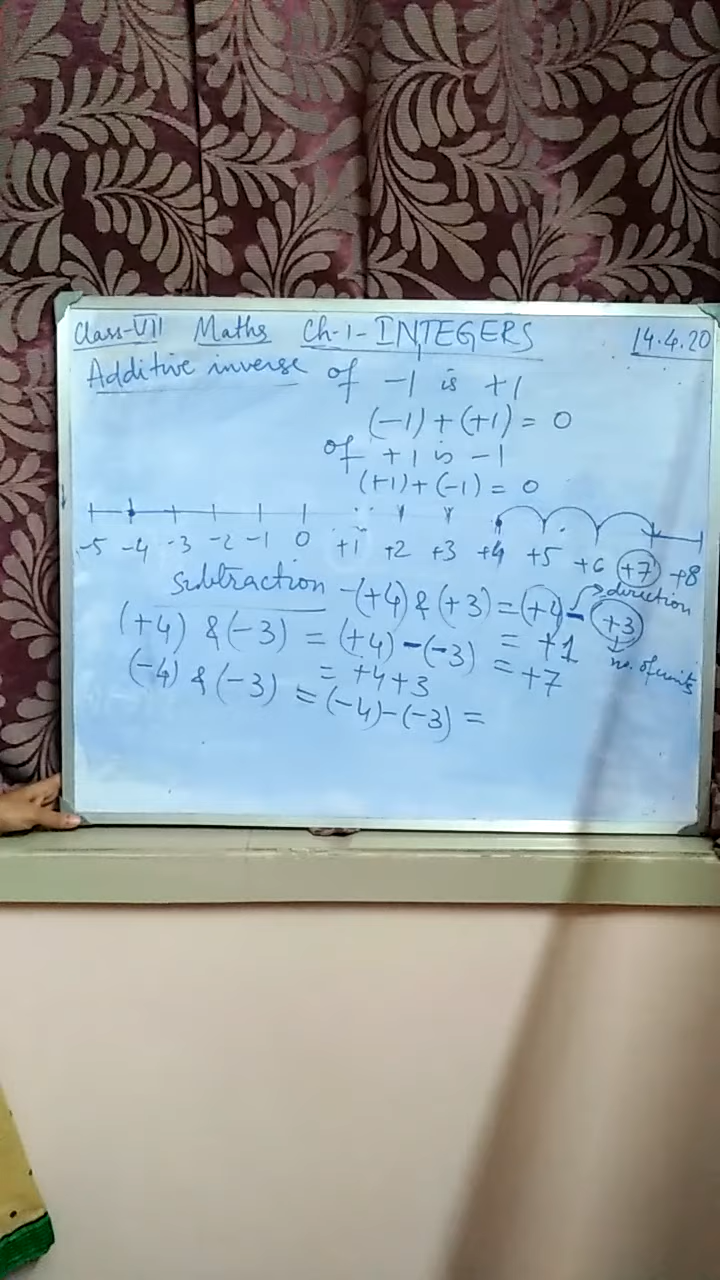 Class-VII Maths Ch-1-INTEGERS 14.4.20
Additive inverse of -1 is +1
(-1)+(+1) = 0
of +1 is -1
(+1)+(-1) = 0
-5 -4 -3 -2 -1 0 +1 +2 +3 +4 +5 +6 +7 +8
Subtraction -(+4) & (+3) = (+4) - (+3)
direction
= +1
no. of units
(+4) & (-3) = (+4) - (-3)
= +4+3 = +7
(-4) & (-3) = (-4)-(-3) =